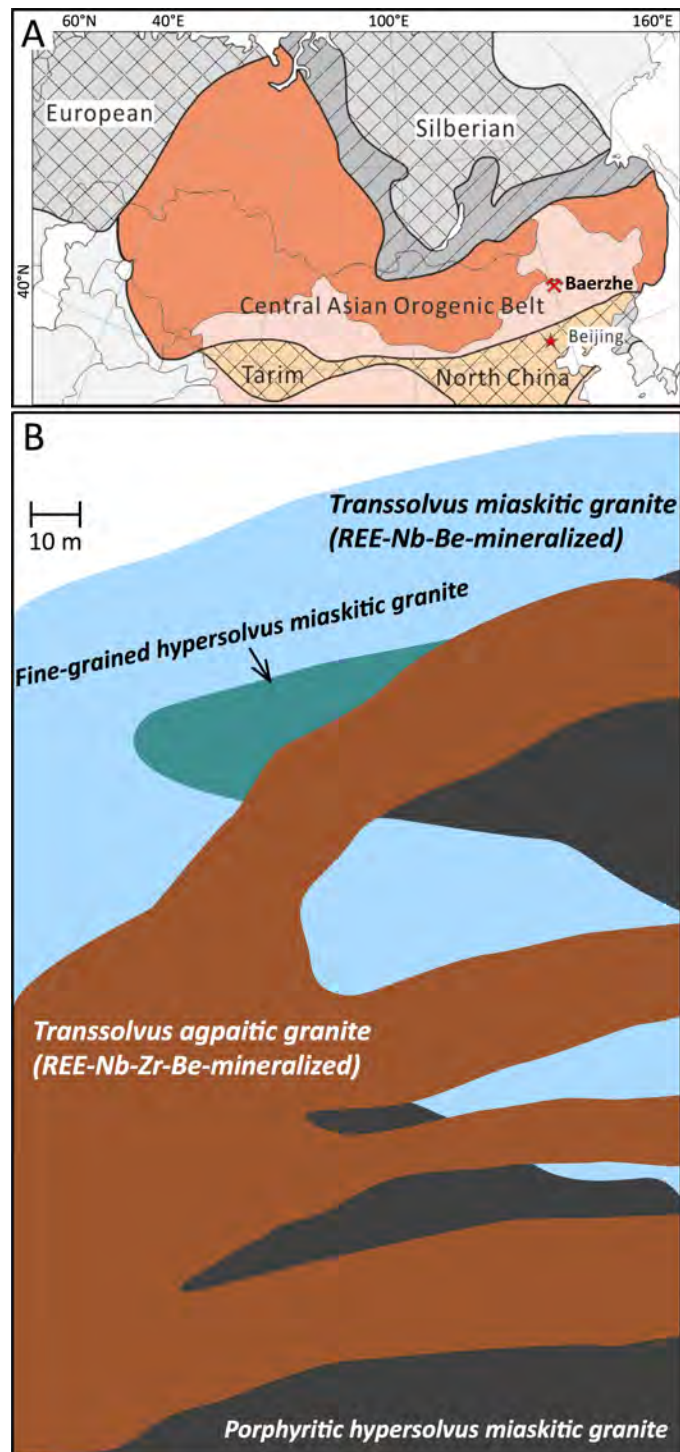 A
60°N
40°E
100°E
160°E
European
Silberian
40°N
Baerzhe
Central Asian Orogenic Belt
Beijing
Tarim
North China
B
10 m
Transsolvus miaskitic granite
(REE-Nb-Be-mineralized)
Fine-grained hypersolvus miaskitic granite
Transsolvus agpaitic granite
(REE-Nb-Zr-Be-mineralized)
Porphyritic hypersolvus miaskitic granite